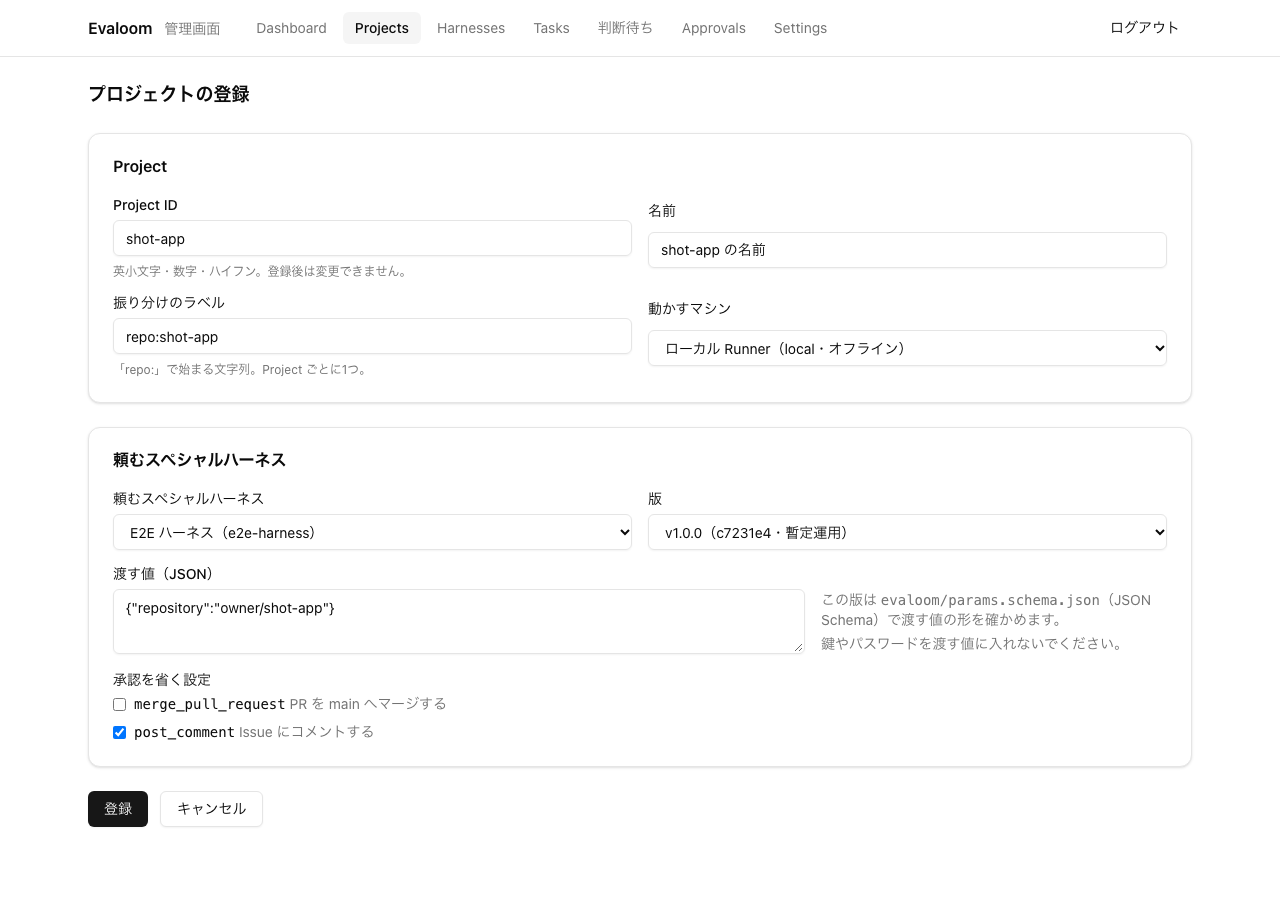 Evaloom 管理画面 Dashboard Projects Harnesses Tasks 判断待ち Approvals Settings ログアウト
プロジェクトの登録
Project
Project ID
shot-app
英小文字・数字・ハイフン。登録後は変更できません。
名前
shot-app の名前
振り分けのラベル
repo:shot-app
「repo:」で始まる文字列。Project ごとに1つ。
動かすマシン
ローカル Runner（local・オフライン）
頼むスペシャルハーネス
頼むスペシャルハーネス
E2E ハーネス（e2e-harness）
版
v1.0.0（c7231e4・暫定運用）
渡す値（JSON）
{"repository":"owner/shot-app"}
この版は evaloom/params.schema.json（JSON
Schema）で渡す値の形を確かめます。
鍵やパスワードを渡す値に入れないでください。
承認を省く設定
merge_pull_request PR を main へマージする
post_comment Issue にコメントする
登録 キャンセル